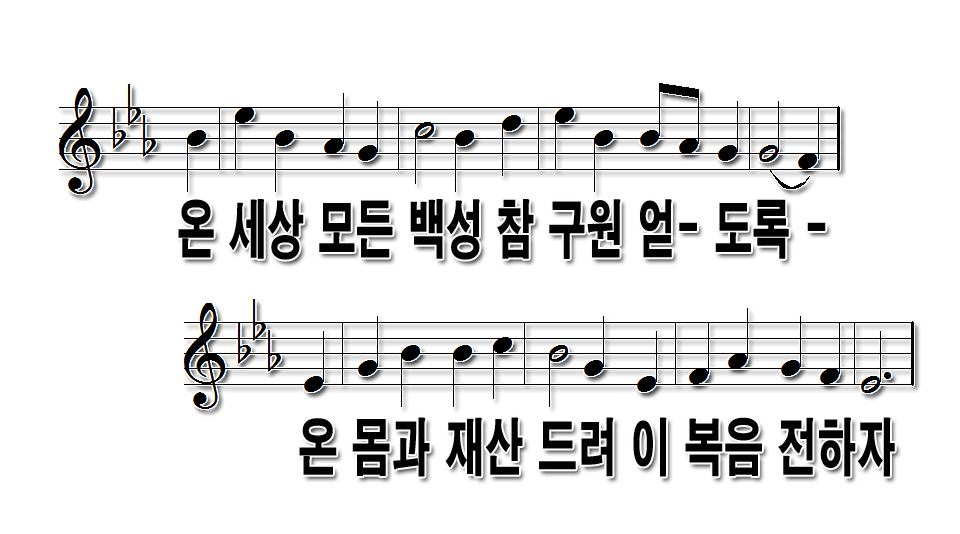 온 세상 모든 백성 참 구원 얻- 도록 -
온 몸과 재산 드려 이 복음 전하자